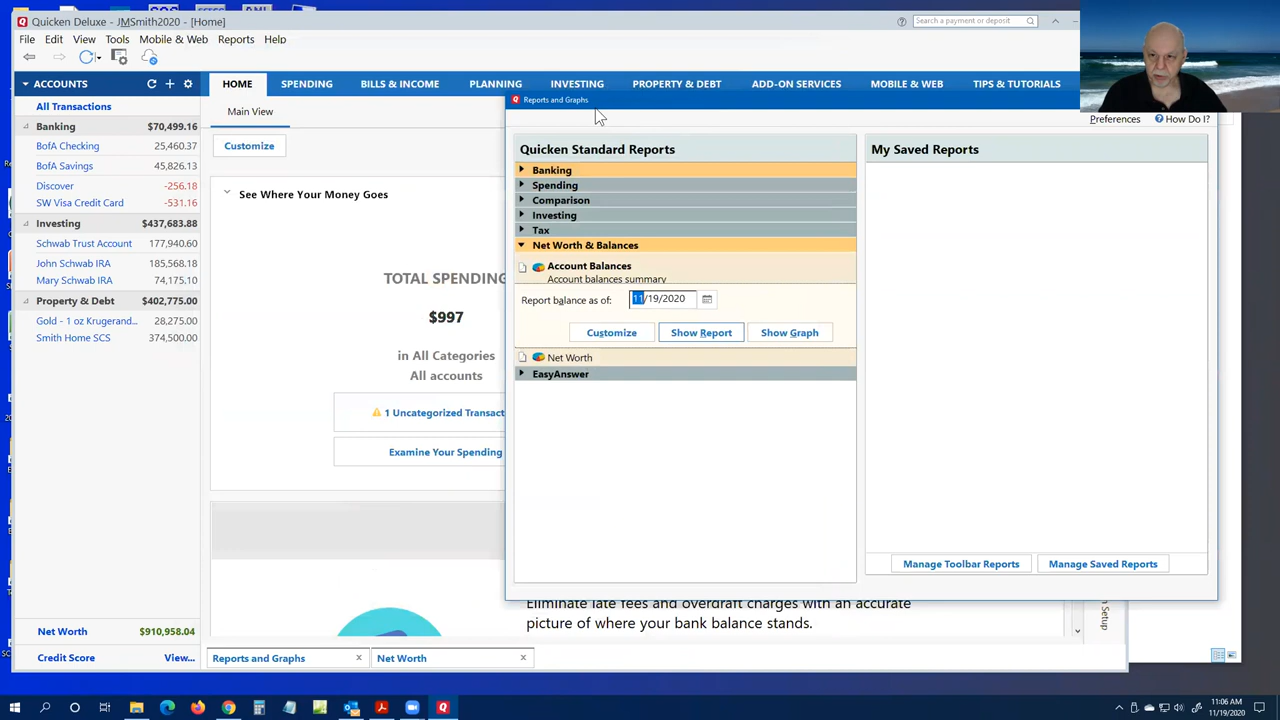 Quicken Deluxe - JMSmith2020 - [Home]
Search a payment or deposit
File Edit View Tools Mobile & Web Reports Help
ACCOUNTS
HOME SPENDING BILLS & INCOME PLANNING INVESTING PROPERTY & DEBT ADD-ON SERVICES MOBILE & WEB TIPS & TUTORIALS
All Transactions
Banking $70,499.16
BofA Checking 25,460.37
BofA Savings 45,826.13
Discover -256.18
SW Visa Credit Card -531.16
Investing $437,683.88
Schwab Trust Account 177,940.60
John Schwab IRA 185,568.18
Mary Schwab IRA 74,175.10
Property & Debt $402,775.00
Gold - 1 oz Krugerand... 28,275.00
Smith Home SCS 374,500.00
Net Worth $910,958.04
Credit Score View...
Main View
Customize
See Where Your Money Goes
TOTAL SPENDING
$997
in All Categories
All accounts
1 Uncategorized Transact
Examine Your Spending
Reports and Graphs
Preferences How Do I?
Quicken Standard Reports
Banking
Spending
Comparison
Investing
Tax
Net Worth & Balances
Account Balances
Account balances summary
Report balance as of: 11/19/2020
Customize Show Report Show Graph
Net Worth
EasyAnswer
My Saved Reports
Manage Toolbar Reports Manage Saved Reports
Eliminate late fees and overdraft charges with an accurate
picture of where your bank balance stands.
Setup
Reports and Graphs x Net Worth x
11:06 AM
11/19/2020